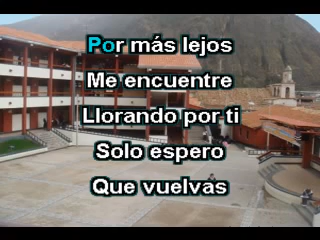 Por más lejos
Me encuentre
Llorando por ti
Solo espero
Que vuelvas